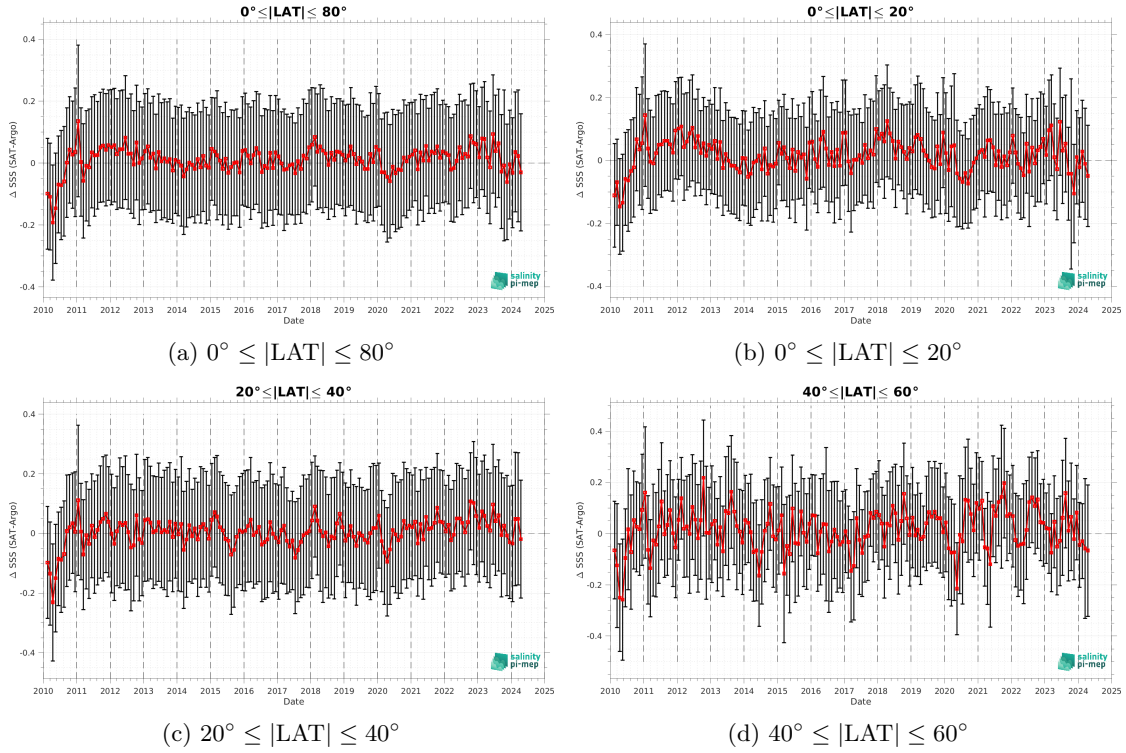 0°≤|LAT|≤ 80°
0.4
0.2
0
-0.2
-0.4
Δ SSS (SAT-Argo)
2010 2011 2012 2013 2014 2015 2016 2017 2018 2019 2020 2021 2022 2023 2024 2025
Date
salinity
pi-mep
(a) 0° ≤ |LAT| ≤ 80°
0°≤|LAT|≤ 20°
0.4
0.2
0
-0.2
-0.4
Δ SSS (SAT-Argo)
2010 2011 2012 2013 2014 2015 2016 2017 2018 2019 2020 2021 2022 2023 2024 2025
Date
salinity
pi-mep
(b) 0° ≤ |LAT| ≤ 20°
20°≤|LAT|≤ 40°
0.4
0.2
0
-0.2
-0.4
Δ SSS (SAT-Argo)
2010 2011 2012 2013 2014 2015 2016 2017 2018 2019 2020 2021 2022 2023 2024 2025
Date
salinity
pi-mep
(c) 20° ≤ |LAT| ≤ 40°
40°≤|LAT|≤ 60°
0.4
0.2
0
-0.2
-0.4
Δ SSS (SAT-Argo)
2010 2011 2012 2013 2014 2015 2016 2017 2018 2019 2020 2021 2022 2023 2024 2025
Date
salinity
pi-mep
(d) 40° ≤ |LAT| ≤ 60°